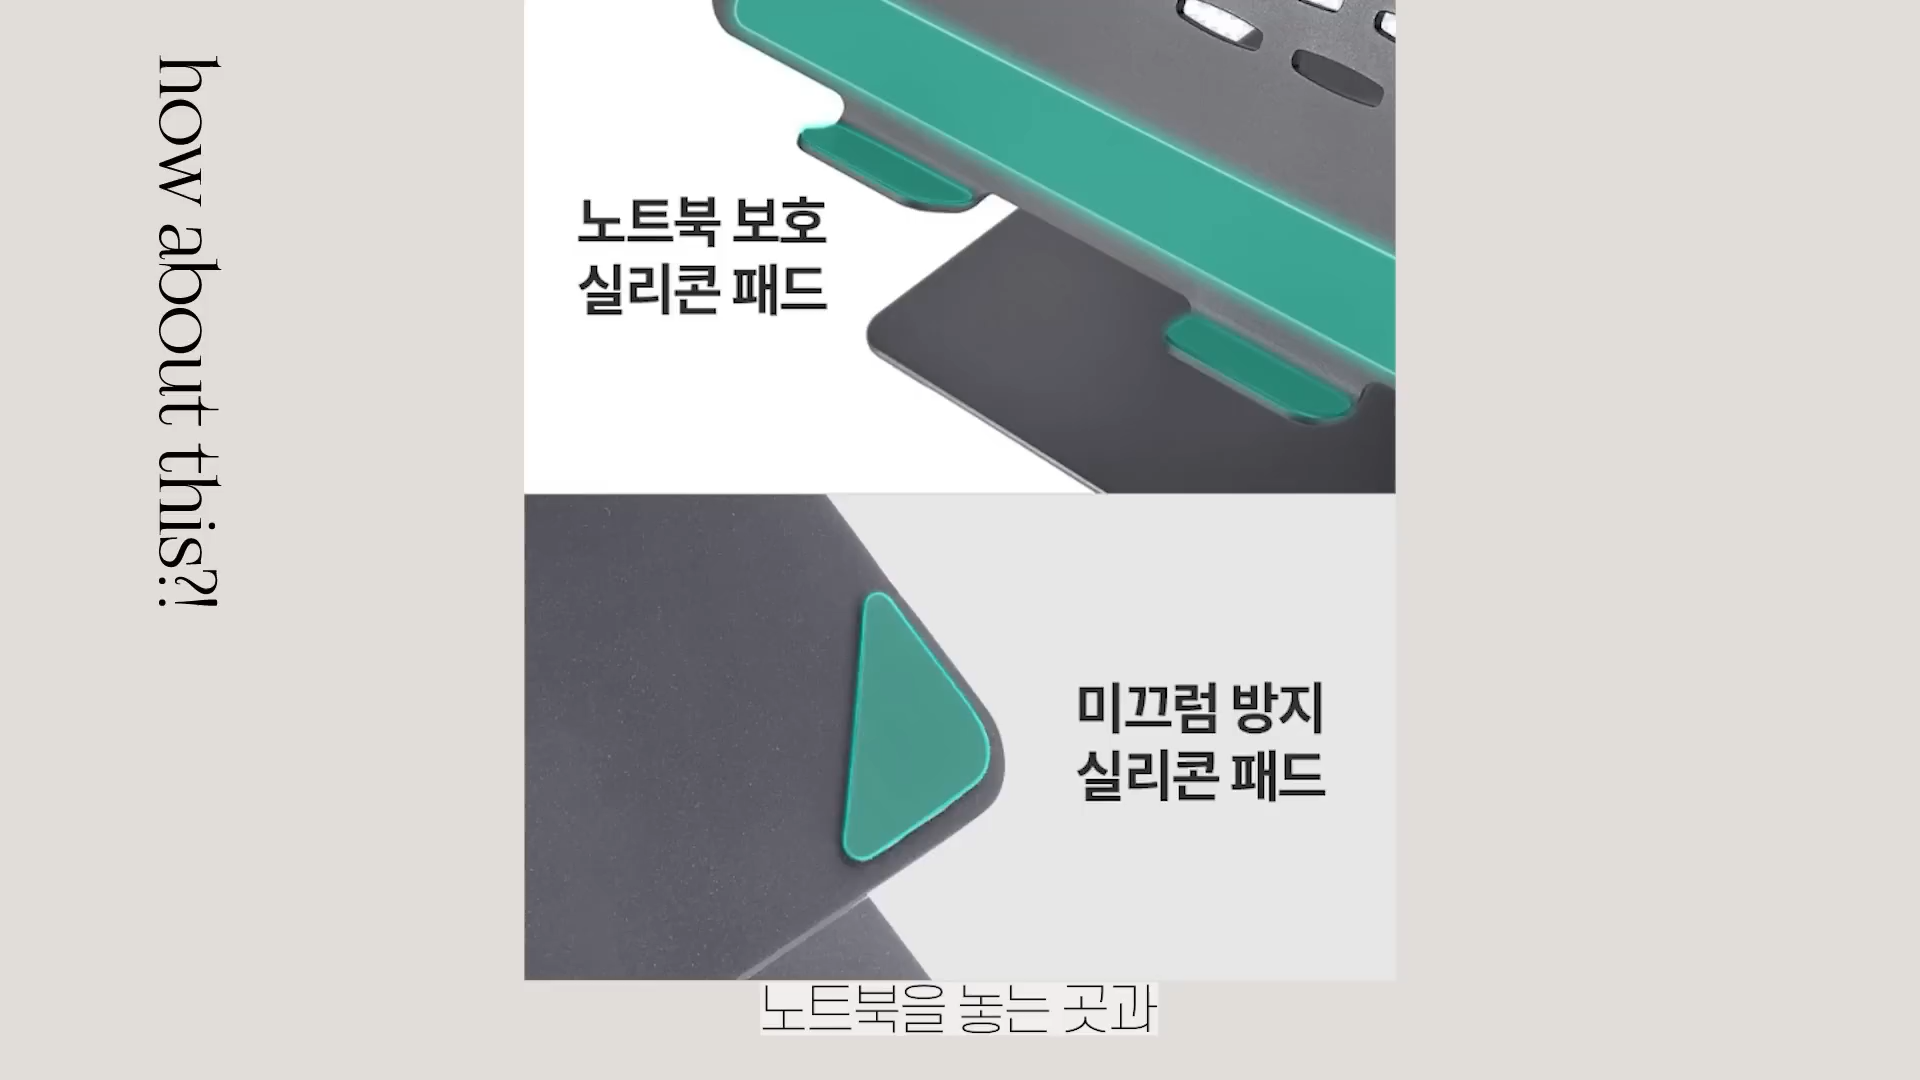 how about this?!
노트북 보호
실리콘 패드
미끄럼 방지
실리콘 패드
노트북을 놓는 곳과